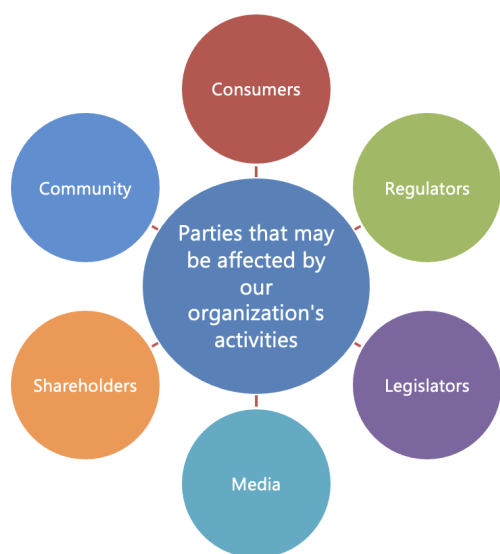 Consumers
Community
Regulators
Parties that may
be affected by
our
organization's
activities
Shareholders
Legislators
Media